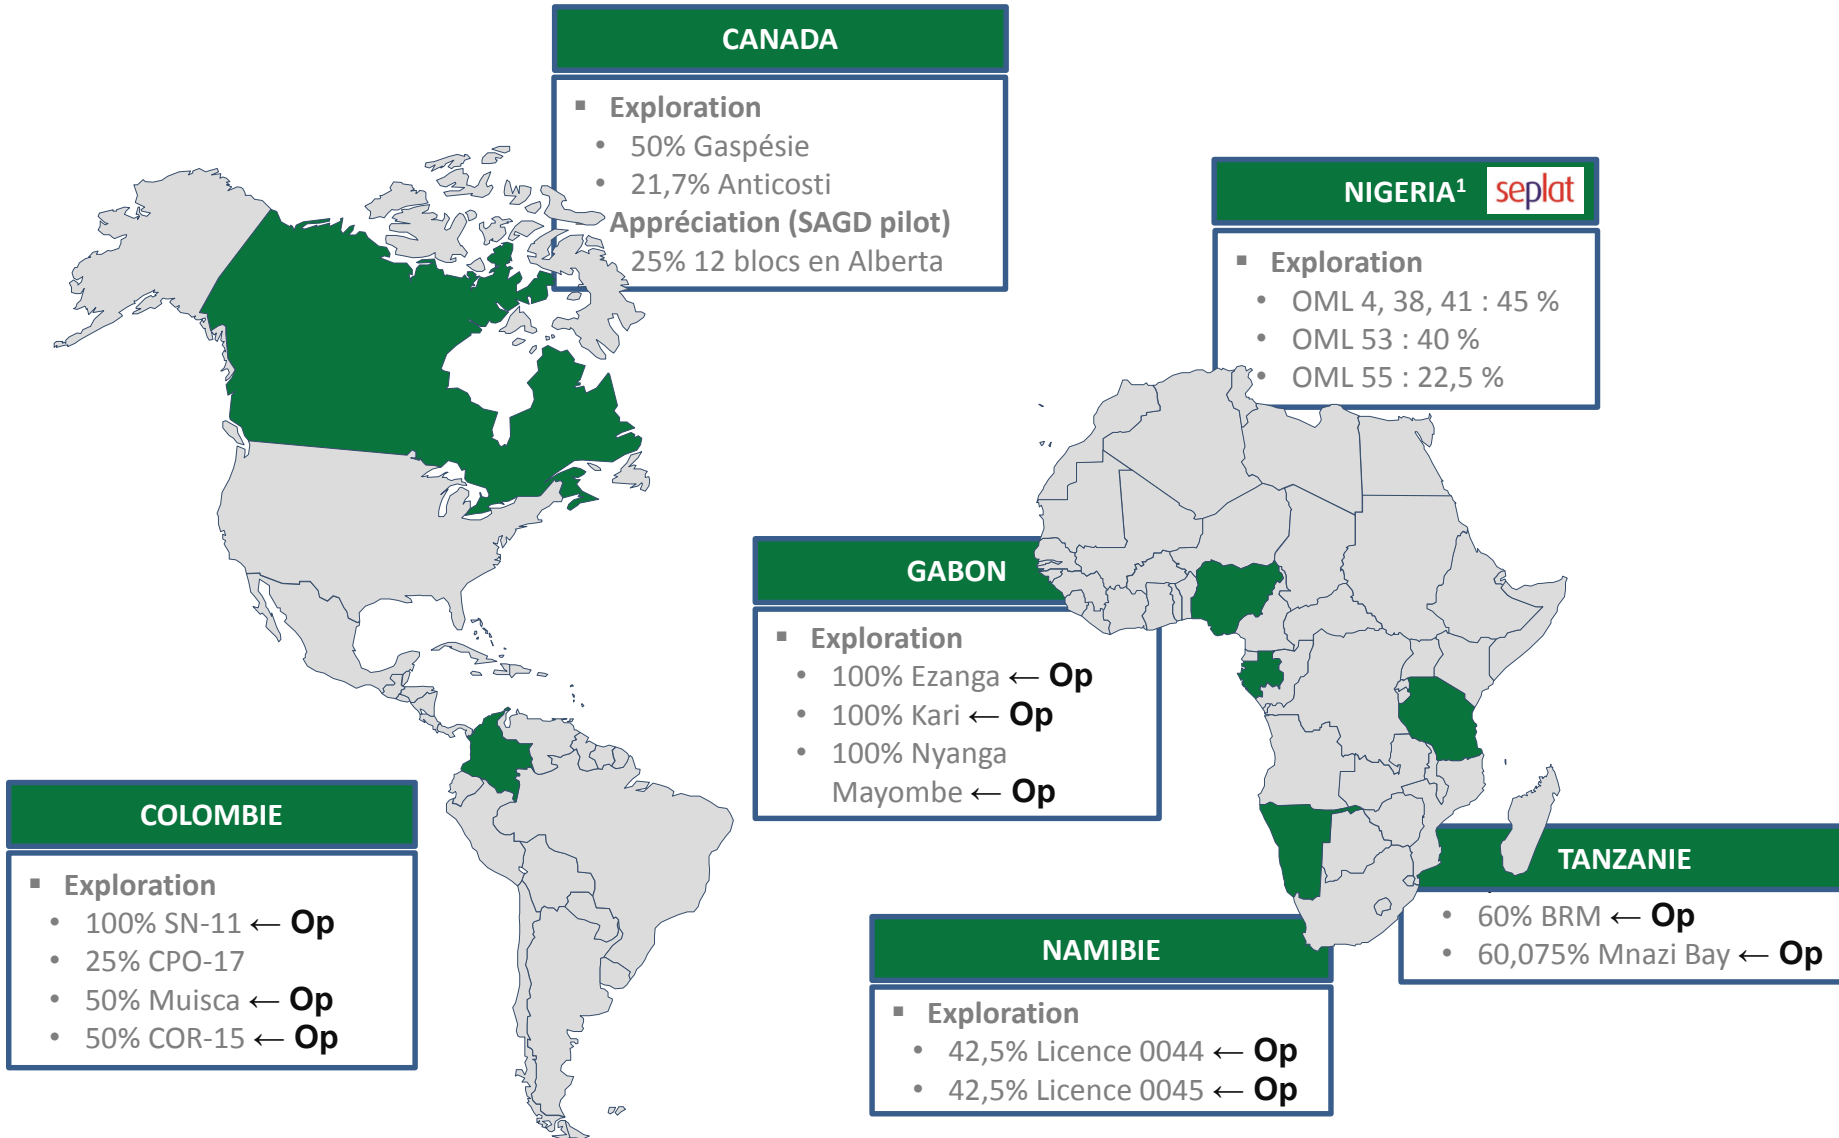 CANADA
▪ Exploration
• 50% Gaspésie
• 21,7% Anticosti
Appréciation (SAGD pilot)
25% 12 blocs en Alberta
NIGERIA¹ seplat
▪ Exploration
• OML 4, 38, 41 : 45 %
• OML 53 : 40 %
• OML 55 : 22,5 %
GABON
▪ Exploration
• 100% Ezanga ← Op
• 100% Kari ← Op
• 100% Nyanga
Mayombe ← Op
COLOMBIE
▪ Exploration
• 100% SN-11 ← Op
• 25% CPO-17
• 50% Muisca ← Op
• 50% COR-15 ← Op
TANZANIE
• 60% BRM ← Op
• 60,075% Mnazi Bay ← Op
NAMIBIE
▪ Exploration
• 42,5% Licence 0044 ← Op
• 42,5% Licence 0045 ← Op